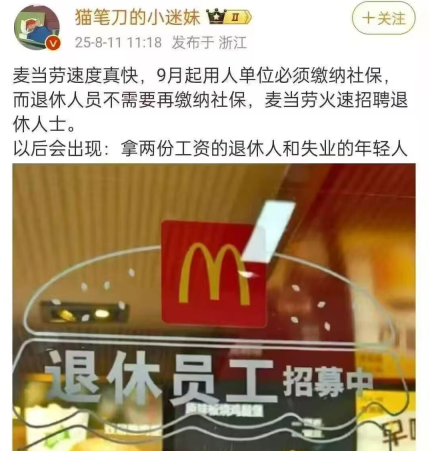 猫笔刀的小迷妹 II
+关注
25-8-11 11:18 发布于 浙江
麦当劳速度真快，9月起用人单位必须缴纳社保，
而退休人员不需要再缴纳社保，麦当劳火速招聘退
休人士。
以后会出现：拿两份工资的退休人和失业的年轻人
退休员工招募中